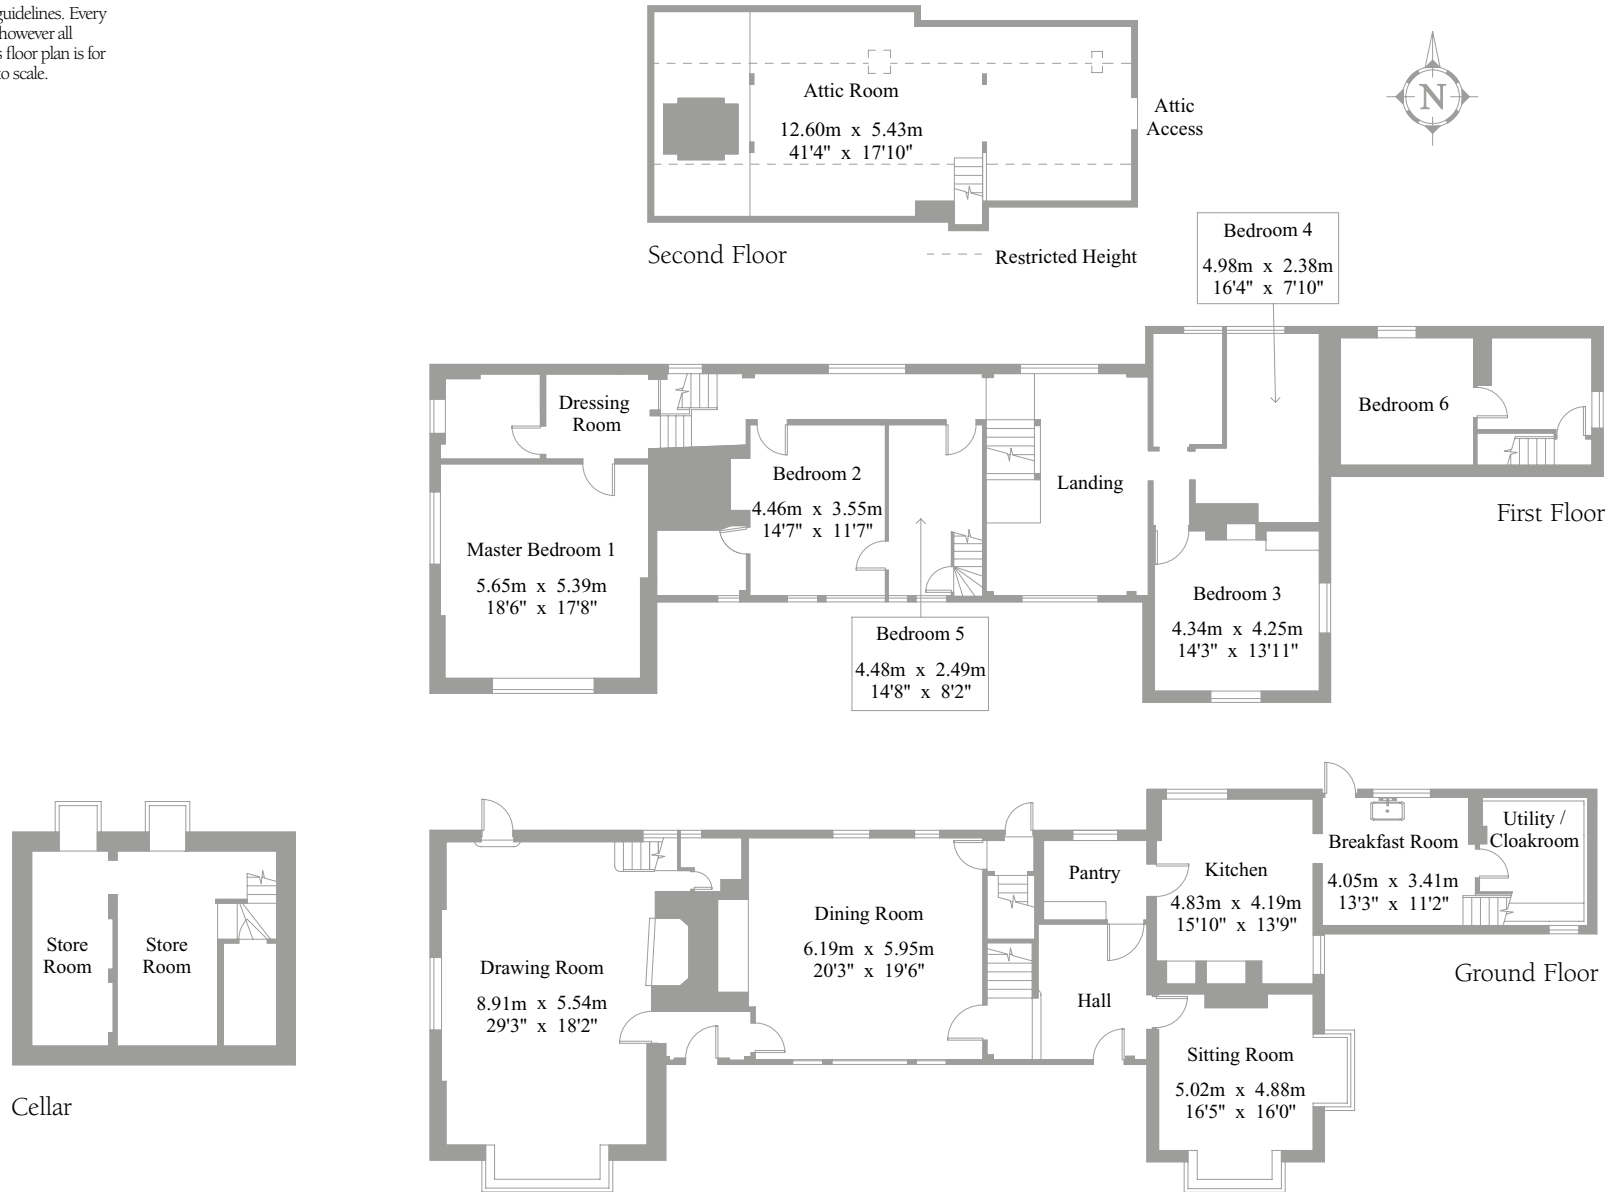 guidelines. Every
however all
floor plan is for
to scale.
Attic Room
12.60m x 5.43m
41'4" x 17'10"
Attic
Access
N
Second Floor
Restricted Height
Bedroom 4
4.98m x 2.38m
16'4" x 7'10"
Dressing
Room
Bedroom 2
4.46m x 3.55m
14'7" x 11'7"
Landing
Bedroom 6
First Floor
Master Bedroom 1
5.65m x 5.39m
18'6" x 17'8"
Bedroom 5
4.48m x 2.49m
14'8" x 8'2"
Bedroom 3
4.34m x 4.25m
14'3" x 13'11"
Store
Room
Store
Room
Cellar
Drawing Room
8.91m x 5.54m
29'3" x 18'2"
Dining Room
6.19m x 5.95m
20'3" x 19'6"
Pantry
Hall
Kitchen
4.83m x 4.19m
15'10" x 13'9"
Breakfast Room
4.05m x 3.41m
13'3" x 11'2"
Utility /
Cloakroom
Ground Floor
Sitting Room
5.02m x 4.88m
16'5" x 16'0"